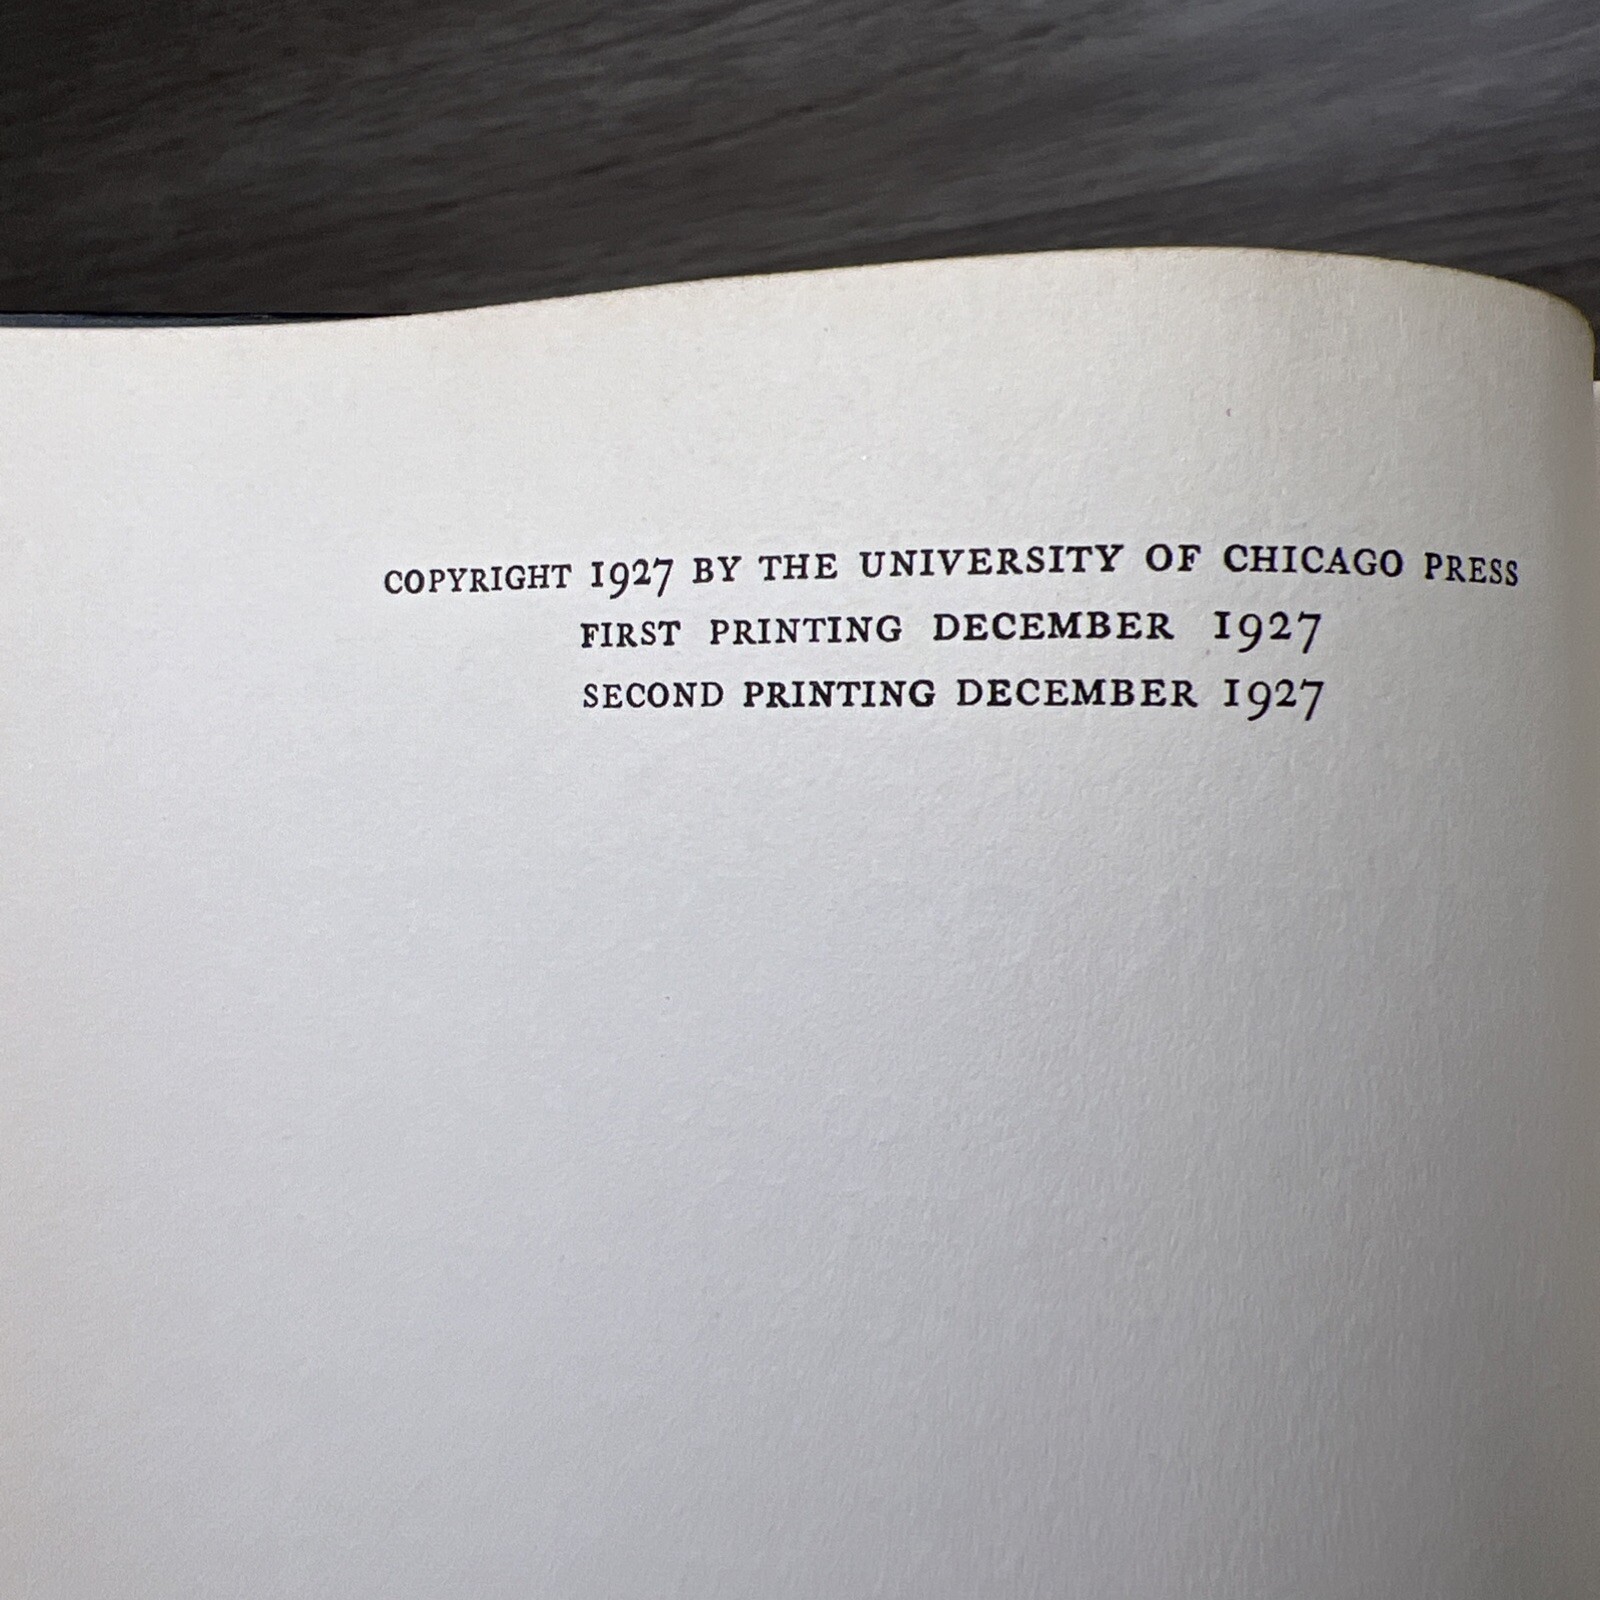 COPYRIGHT 1927 BY THE UNIVERSITY OF CHICAGO PRESS
FIRST PRINTING DECEMBER 1927
SECOND PRINTING DECEMBER 1927